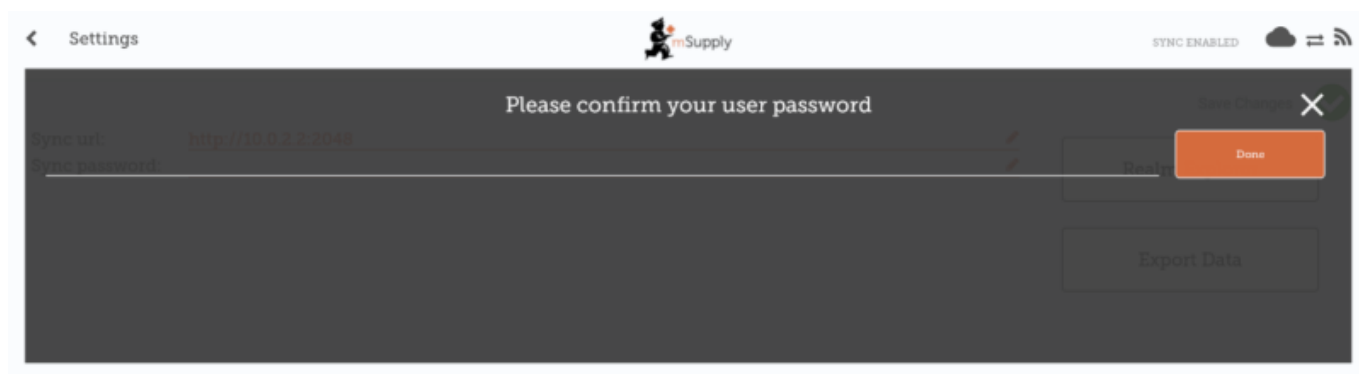 Settings
mSupply
SYNC ENABLED
Please confirm your user password
Save Changes
Sync url:
http://10.0.2.2:2048
Done
Sync password:
Realm
Export Data